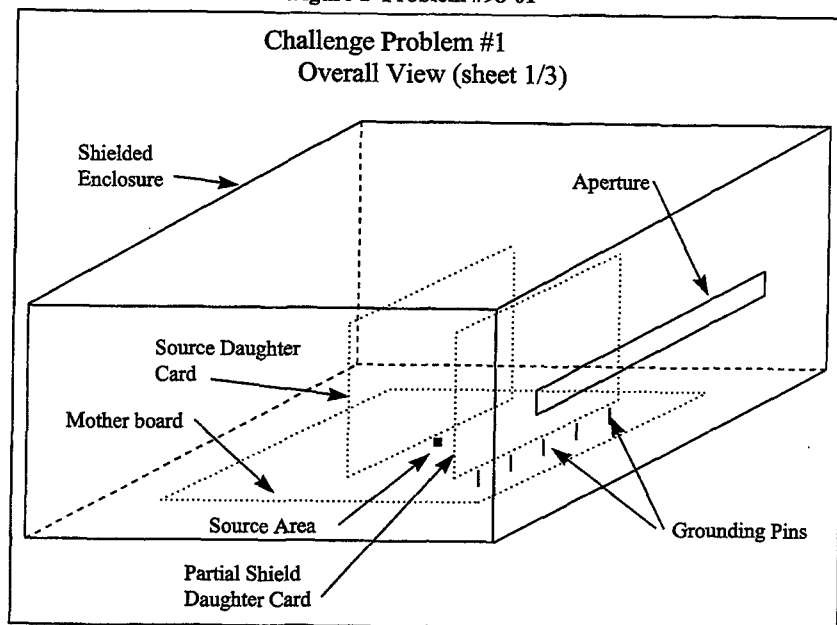 Challenge Problem #1
Overall View (sheet 1/3)
Shielded
Enclosure
Aperture
Source Daughter
Card
Mother board
Source Area
Grounding Pins
Partial Shield
Daughter Card